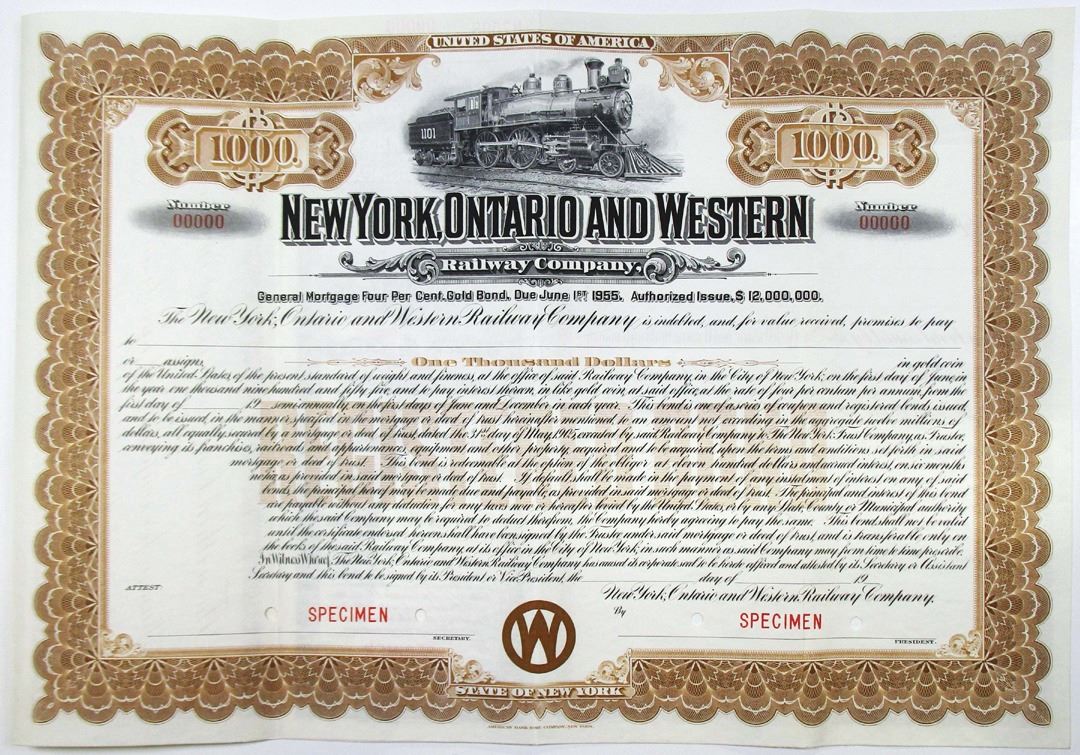 UNITED STATES OF AMERICA
1101
1000. 1000.
Number Number
00000 00000
NEW YORK, ONTARIO AND WESTERN
Railway Company,
General Mortgage Four Per Cent. Gold Bond, Due June 1ST 1955. Authorized Issue, $ 12,000,000.
The New York, Ontario and Western Railway Company is indebted, and, for value received, promises to pay
to
or assigns, One Thousand Dollars in gold coin
of the United States, of the present standard of weight and fineness, at the office of said Railway Company, in the City of New York, on the first day of June, in
the year one thousand nine hundred and fifty five, and to pay interest thereon, in like gold coin, at said office, at the rate of four per centum per annum, from the
first day of 19 semi-annually, on the first days of June and December in each year. This bond is one of a series of coupon and registered bonds issued,
and to be issued, in the manner specified in the mortgage or deed of trust hereinafter mentioned, to an amount not exceeding in the aggregate twelve millions of
dollars, all equally secured by a mortgage or deed of trust, dated the 31st day of May, 1905, executed by said Railway Company to The New York Trust Company, as Trustee,
conveying its franchises, railroads and appurtenances, equipment and other property, acquired and to be acquired, upon the terms and conditions set forth in said
mortgage or deed of trust. This bond is redeemable at the option of the obligor at eleven hundred dollars and accrued interest, on six months
notice, as provided in said mortgage or deed of trust. If default shall be made in the payment of any instalment of interest on any of said
bonds, the principal hereof may be made due and payable, as provided in said mortgage or deed of trust. The principal and interest of this bond
are payable without any deduction for any taxes now or hereafter levied by the United States, or by any State, County or Municipal authority
which the said Company may be required to deduct therefrom, the Company hereby agreeing to pay the same. This bond shall not be valid
until the certificate endorsed hereon shall have been signed by the Trustee under said mortgage or deed of trust, and is transferable only on
the books of the said Railway Company, at its office in the City of New York, in such manner as said Company may from time to time prescribe.
In Witness Whereof, The New York, Ontario and Western Railway Company has caused its corporate seal to be hereto affixed and attested by its Secretary or Assistant
Secretary and this bond to be signed by its President or Vice President, the day of 19
ATTEST: New York, Ontario and Western Railway Company.
By
SPECIMEN SPECIMEN
SECRETARY. PRESIDENT.
W
STATE OF NEW YORK
AMERICAN BANK NOTE COMPANY, NEW YORK.